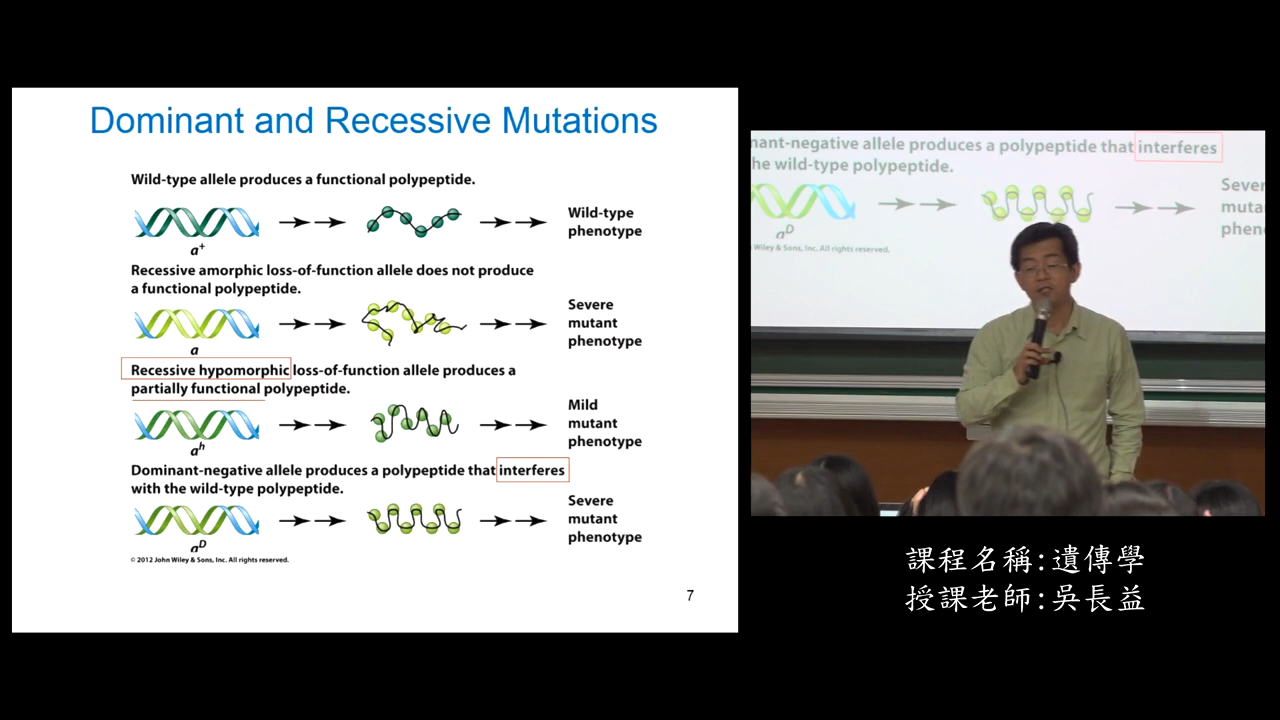 Dominant and Recessive Mutations
Wild-type allele produces a functional polypeptide.
a+
Wild-type
phenotype
Recessive amorphic loss-of-function allele does not produce
a functional polypeptide.
a
Severe
mutant
phenotype
Recessive hypomorphic loss-of-function allele produces a
partially functional polypeptide.
aʰ
Mild
mutant
phenotype
Dominant-negative allele produces a polypeptide that interferes
with the wild-type polypeptide.
aᴰ
Severe
mutant
phenotype
© 2012 John Wiley & Sons, Inc. All rights reserved.
7
nant-negative allele produces a polypeptide that interferes
he wild-type polypeptide.
aᴰ
Sever
muta
phen
Wiley & Sons, Inc. All rights reserved.
課程名稱:遺傳學
授課老師:吳長益